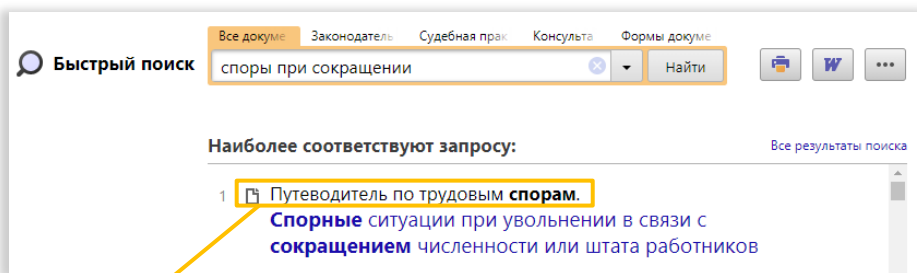 Все докуме Законодатель Судебная прак Консульта Формы докуме
Быстрый поиск споры при сокращении Найти W
Наиболее соответствуют запросу: Все результаты поиска
1 Путеводитель по трудовым спорам.
Спорные ситуации при увольнении в связи с
сокращением численности или штата работников